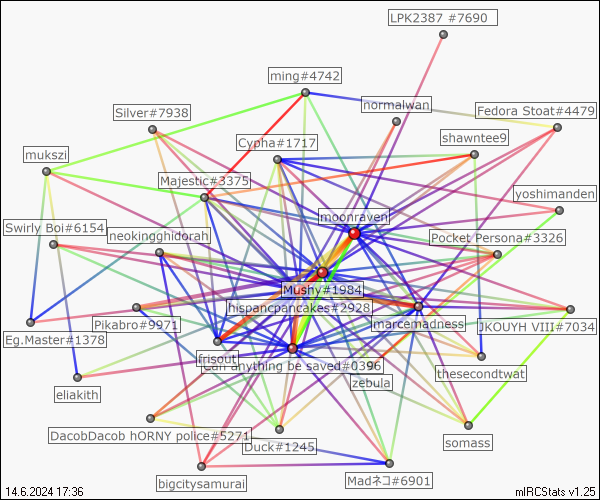 LPK2387 #7690
ming#4742
normalwan
Silver#7938
Fedora Stoat#4479
Cypha#1717
shawntee9
mukszi
Majestic#3375
yoshimanden
moonraven
Swirly Boi#6154
neokingghidorah
Pocket Persona#3326
Mushy#1984
hispancpancakes#2928
Pikabro#9971
marcemadness
JKOUYH VIII#7034
Eg.Master#1378
frisout
Can anything be saved#0396
thesecondtwat
zebula
eliakith
DacobDacob hORNY police#5271
Duck#1245
somass
bigcitysamurai
Madネコ#6901
14.6.2024 17:36
mIRCStats v1.25